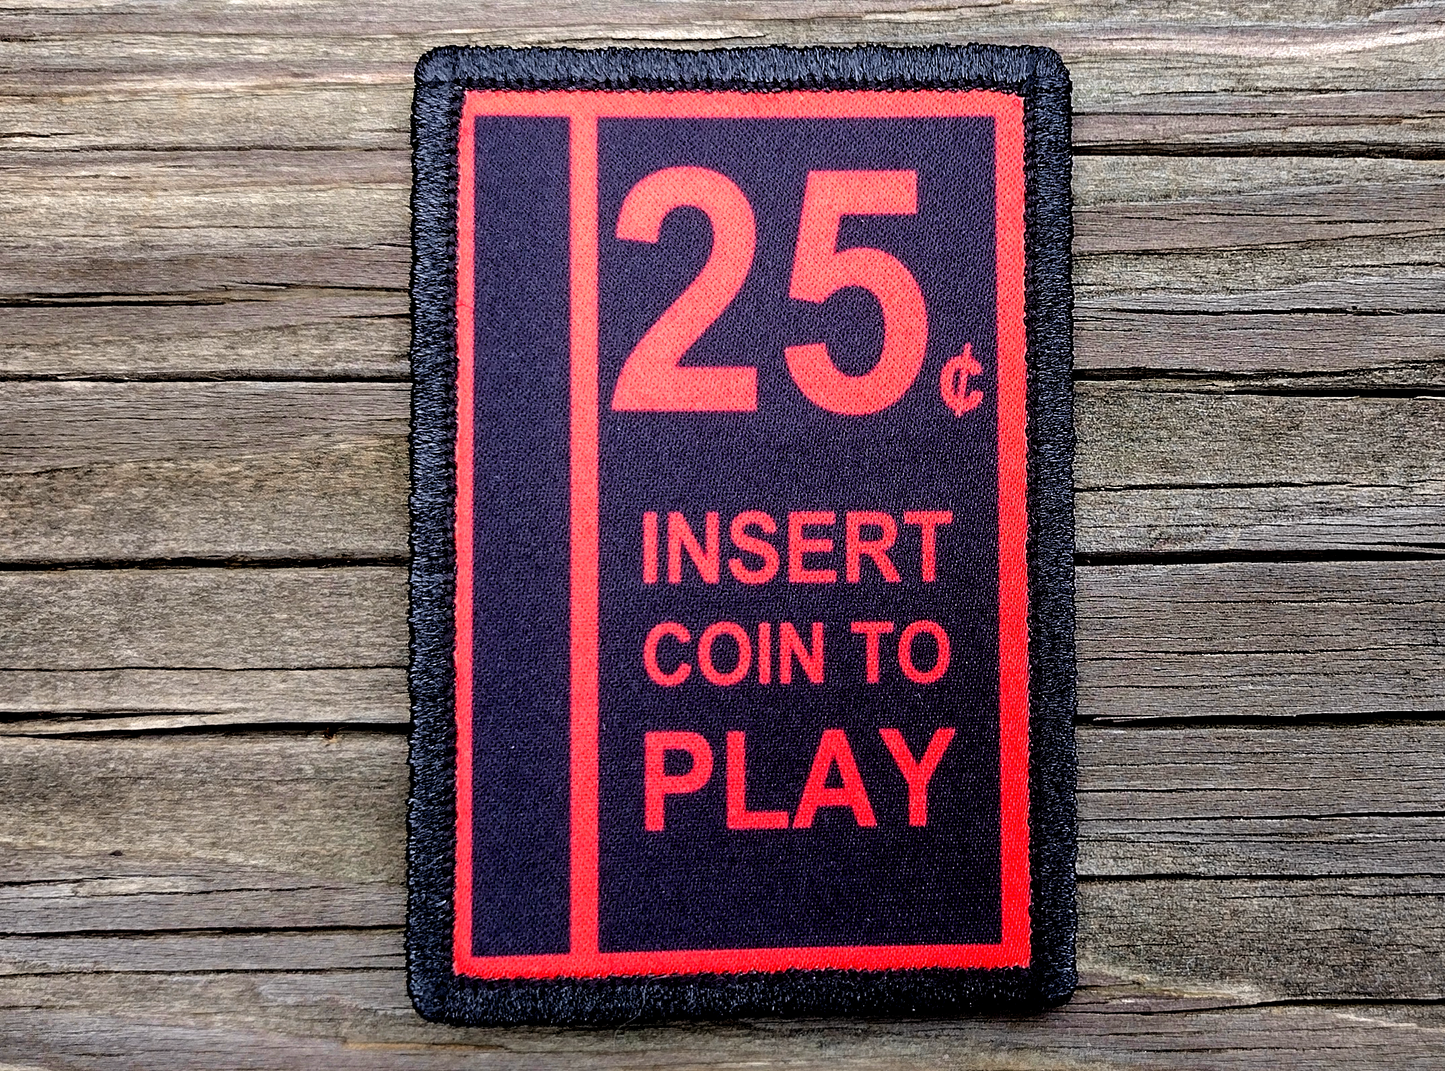 25¢
INSERT
COIN TO
PLAY